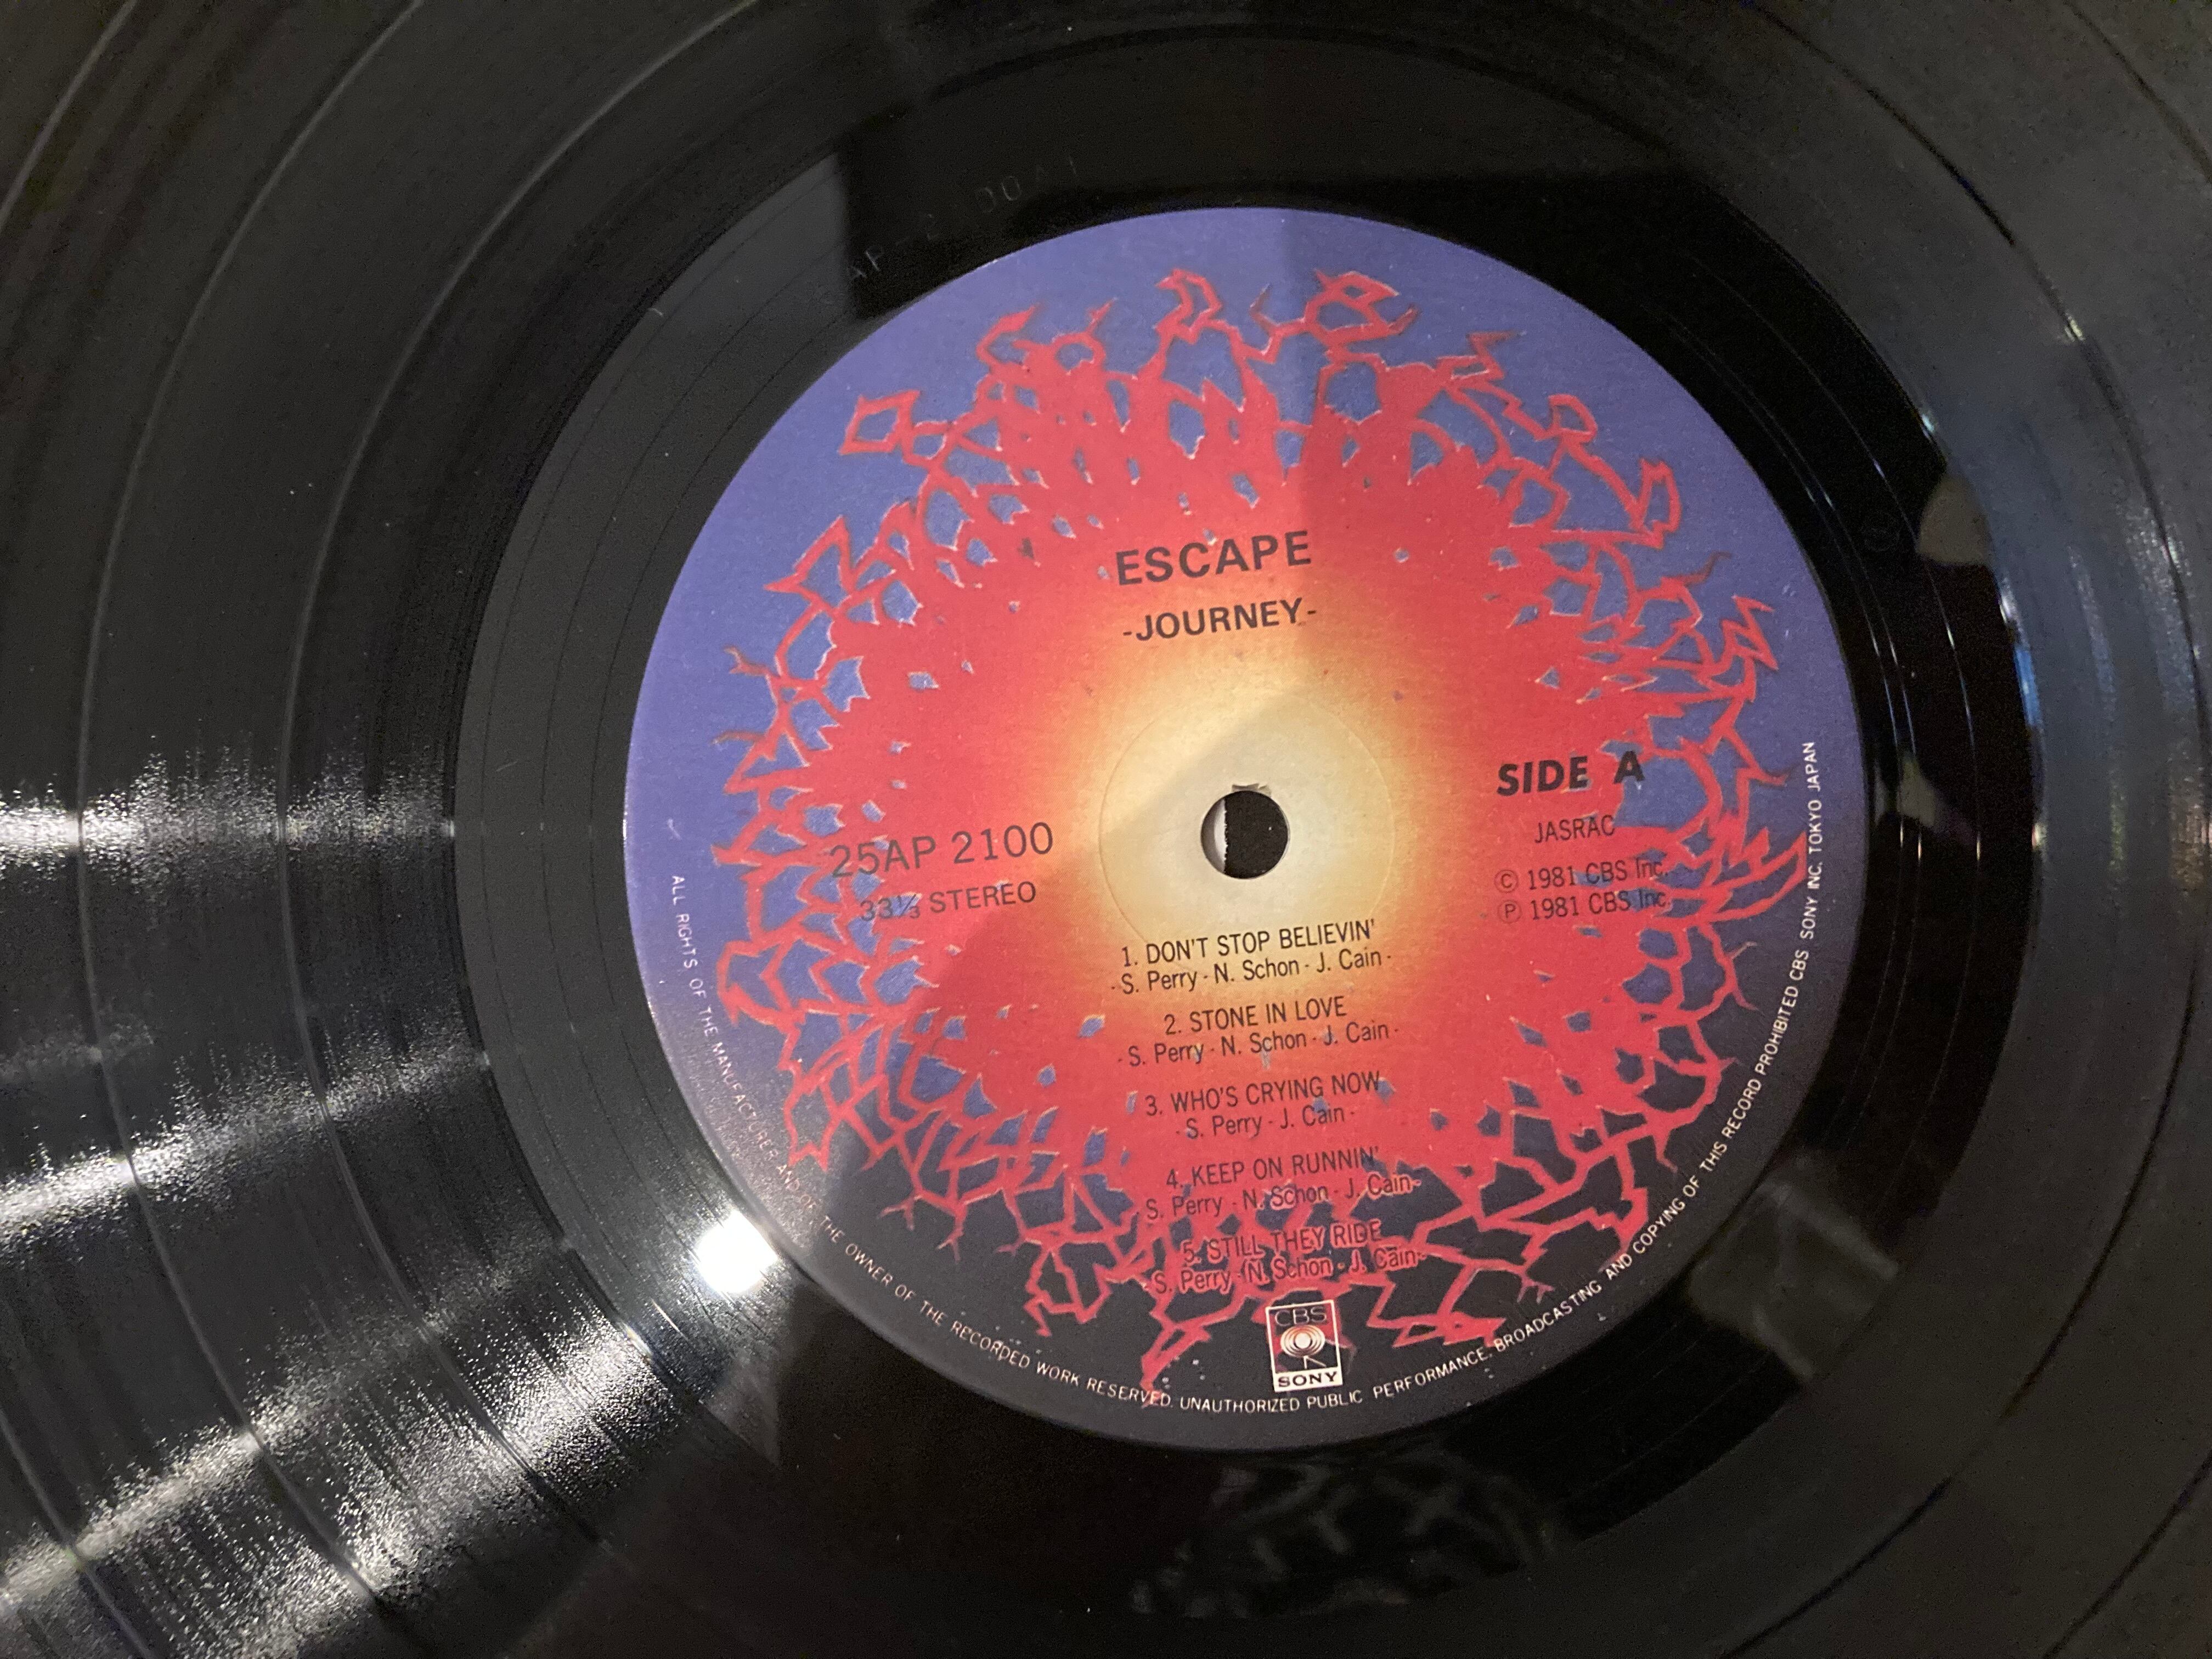 ESCAPE
-JOURNEY-
SIDE A
JASRAC
25AP 2100
33⅓ STEREO
Ⓒ 1981 CBS Inc.
Ⓟ 1981 CBS Inc.
1. DON'T STOP BELIEVIN'
- S. Perry - N. Schon - J. Cain -
2. STONE IN LOVE
- S. Perry - N. Schon - J. Cain -
3. WHO'S CRYING NOW
- S. Perry - J. Cain -
4. KEEP ON RUNNIN'
S. Perry - N. Schon - J. Cain-
5. STILL THEY RIDE
- S. Perry - N. Schon - J. Cain-
CBS
SONY
ALL RIGHTS OF THE MANUFACTURER AND OF THE OWNER OF THE RECORDED WORK RESERVED. UNAUTHORIZED PUBLIC PERFORMANCE. BROADCASTING AND COPYING OF THIS RECORD PROHIBITED CBS SONY INC. TOKYO JAPAN